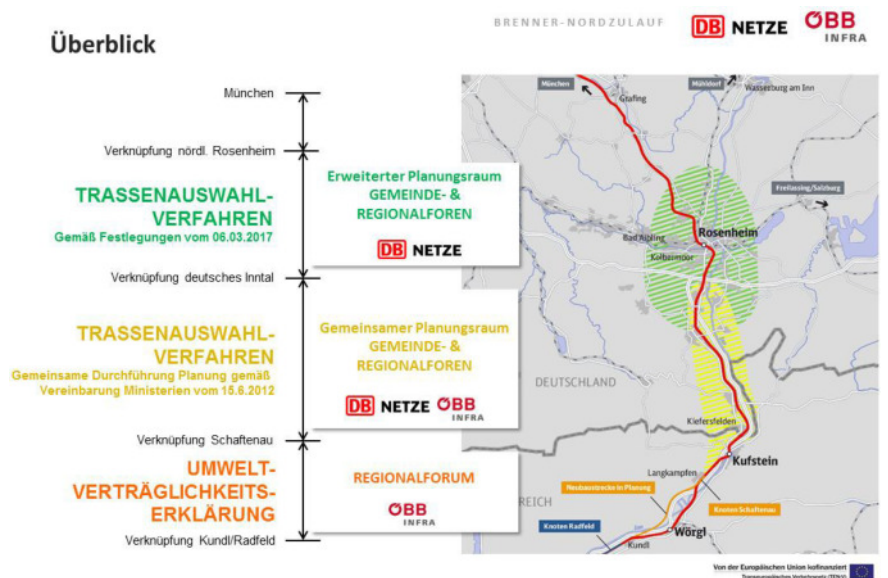 BRENNER-NORDZULAUF
DB NETZE
ÖBB
INFRA
Überblick
München
Verknüpfung nördl. Rosenheim
TRASSENAUSWAHL-
VERFAHREN
Gemäß Festlegungen vom 06.03.2017
Erweiterter Planungsraum
GEMEINDE- &
REGIONALFOREN
DB NETZE
Verknüpfung deutsches Inntal
TRASSENAUSWAHL-
VERFAHREN
Gemeinsame Durchführung Planung gemäß
Vereinbarung Ministerien vom 15.6.2012
Gemeinsamer Planungsraum
GEMEINDE- &
REGIONALFOREN
DB NETZE ÖBB
INFRA
Verknüpfung Schaftenau
UMWELT-
VERTRÄGLICHKEITS-
ERKLÄRUNG
REGIONALFORUM
ÖBB
INFRA
Verknüpfung Kundl/Radfeld
München
Mühldorf
Grafing
Wasserburg am Inn
Freilassing/Salzburg
Rosenheim
Bad Aibling
Kolbermoor
DEUTSCHLAND
Kiefersfelden
Kufstein
Langkampfen
Neubaustrecke in Planung
REICH
Knoten Schaftenau
Knoten Radfeld
Wörgl
Kundl
Von der Europäischen Union kofinanziert